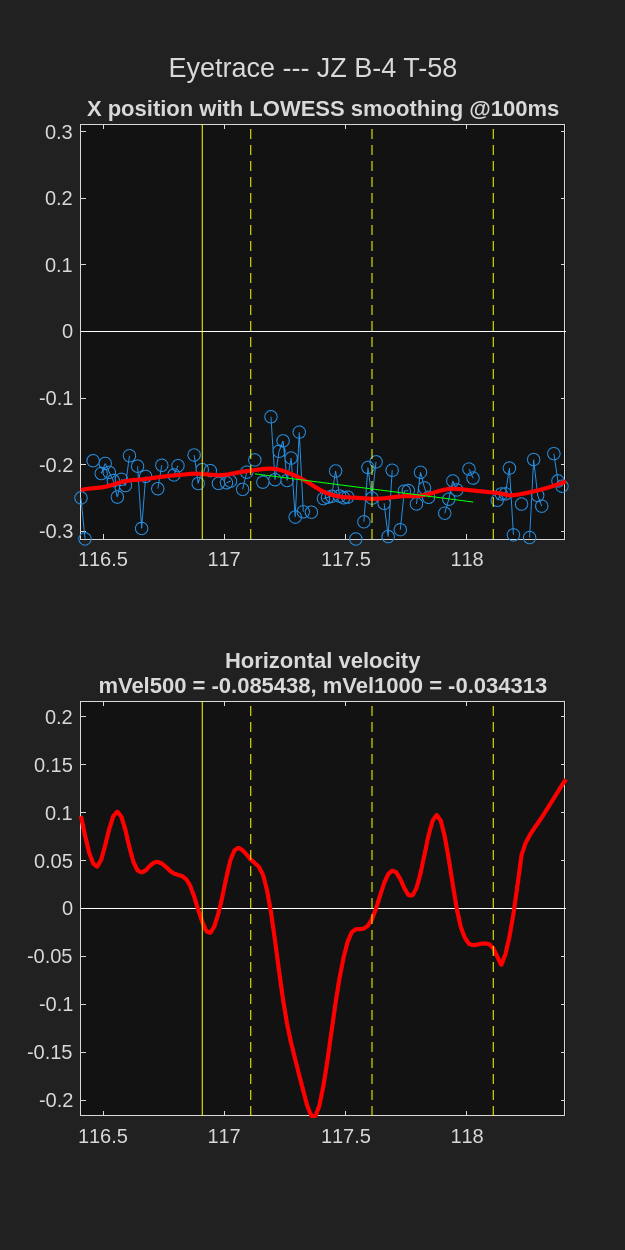 Eyetrace --- JZ B-4 T-58
X position with LOWESS smoothing @100ms
0.3
0.2
0.1
0
-0.1
-0.2
-0.3
116.5 117 117.5 118
Horizontal velocity
mVel500 = -0.085438, mVel1000 = -0.034313
0.2
0.15
0.1
0.05
0
-0.05
-0.1
-0.15
-0.2
116.5 117 117.5 118